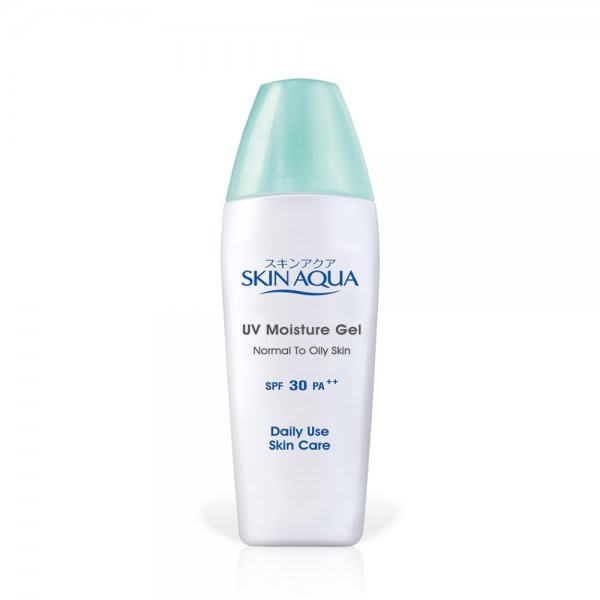 スキンアクア
SKIN AQUA
UV Moisture Gel
Normal To Oily Skin
SPF 30 PA++
Daily Use
Skin Care